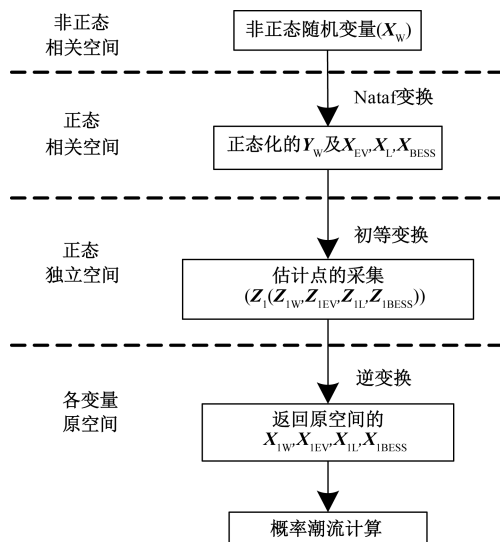 非正态
相关空间
非正态随机变量(X_W)
Nataf变换
正态
相关空间
正态化的Y_W及X_EV,X_L,X_BESS
初等变换
正态
独立空间
估计点的采集
(Z_1(Z_1W,Z_1EV,Z_1L,Z_1BESS))
逆变换
各变量
原空间
返回原空间的
X_1W,X_1EV,X_1L,X_1BESS
概率潮流计算